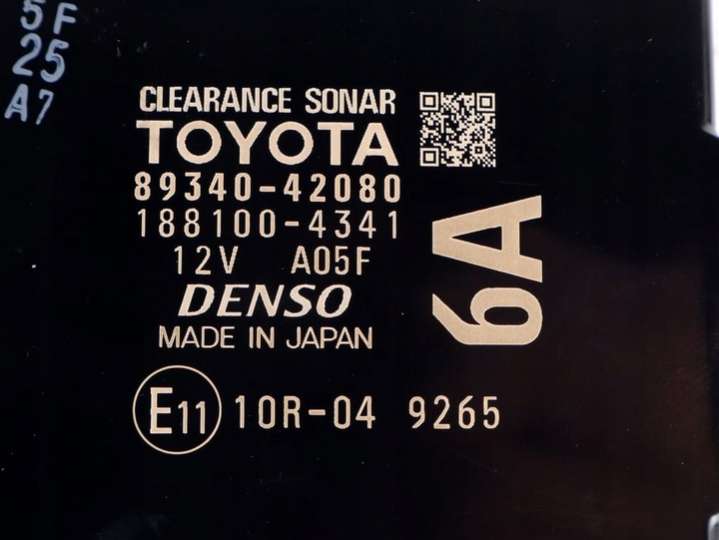 5F
25
A7
CLEARANCE SONAR
TOYOTA
89340-42080
188100-4341
12V A05F
DENSO
MADE IN JAPAN
6A
E11 10R-04 9265